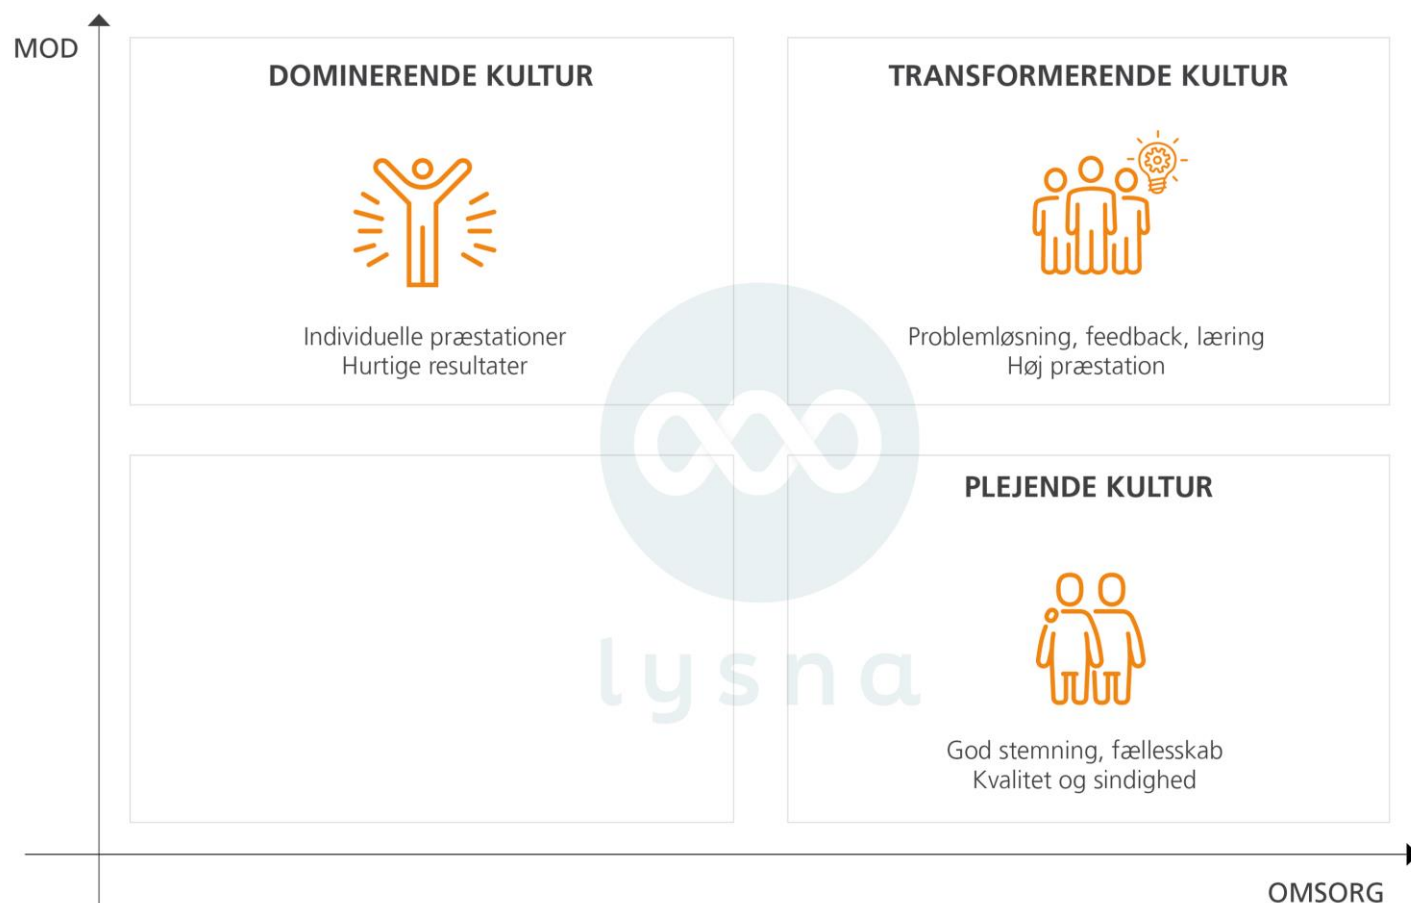 MOD
DOMINERENDE KULTUR
Individuelle præstationer
Hurtige resultater
TRANSFORMERENDE KULTUR
Problemløsning, feedback, læring
Høj præstation
PLEJENDE KULTUR
God stemning, fællesskab
Kvalitet og sindighed
lysna
OMSORG